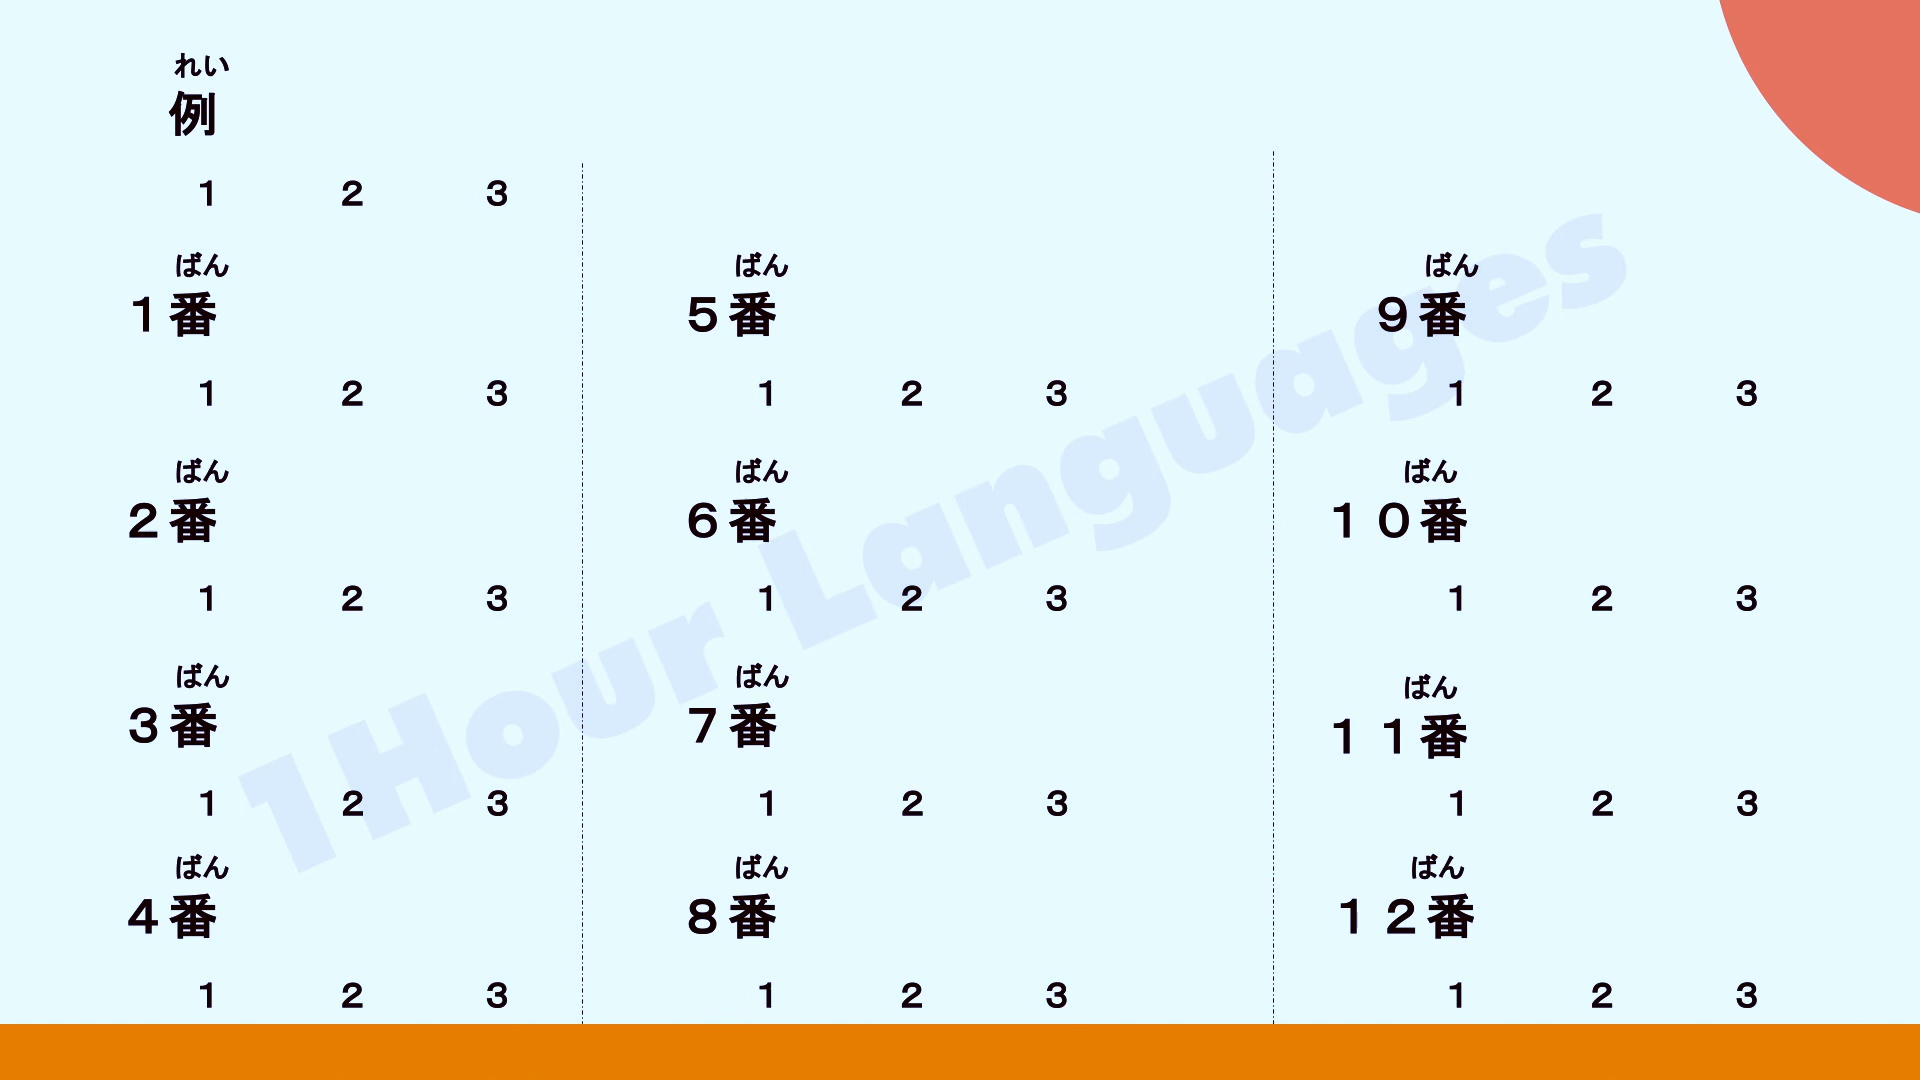 れい
例
1 2 3
ばん
１番
1 2 3
ばん
２番
1 2 3
ばん
３番
1 2 3
ばん
４番
1 2 3
ばん
５番
1 2 3
ばん
６番
1 2 3
ばん
７番
1 2 3
ばん
８番
1 2 3
ばん
９番
1 2 3
ばん
１０番
1 2 3
ばん
１１番
1 2 3
ばん
１２番
1 2 3
1Hour Languages